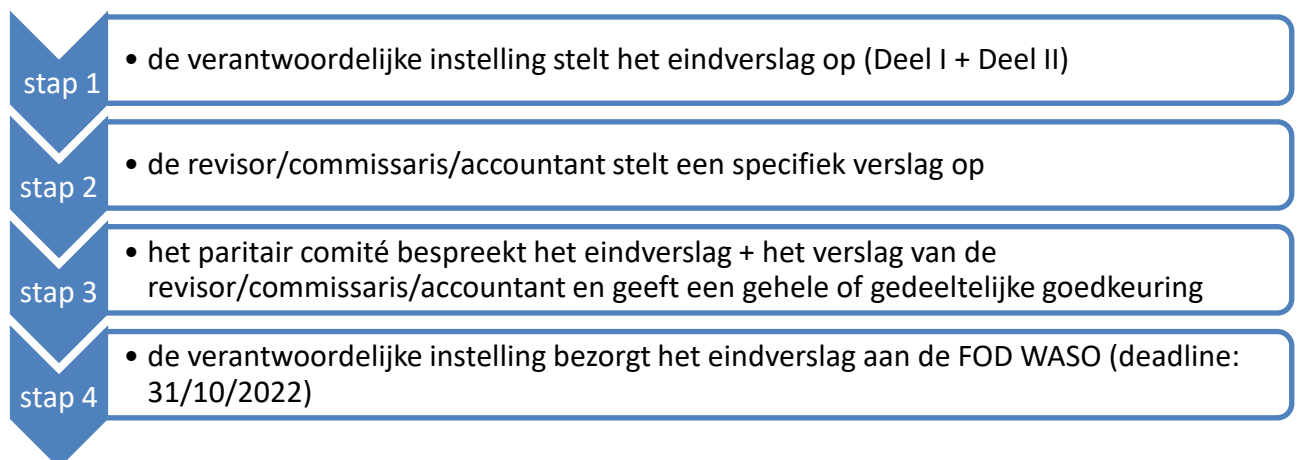 stap 1
• de verantwoordelijke instelling stelt het eindverslag op (Deel I + Deel II)
stap 2
• de revisor/commissaris/accountant stelt een specifiek verslag op
stap 3
• het paritair comité bespreekt het eindverslag + het verslag van de
revisor/commissaris/accountant en geeft een gehele of gedeeltelijke goedkeuring
stap 4
• de verantwoordelijke instelling bezorgt het eindverslag aan de FOD WASO (deadline:
31/10/2022)